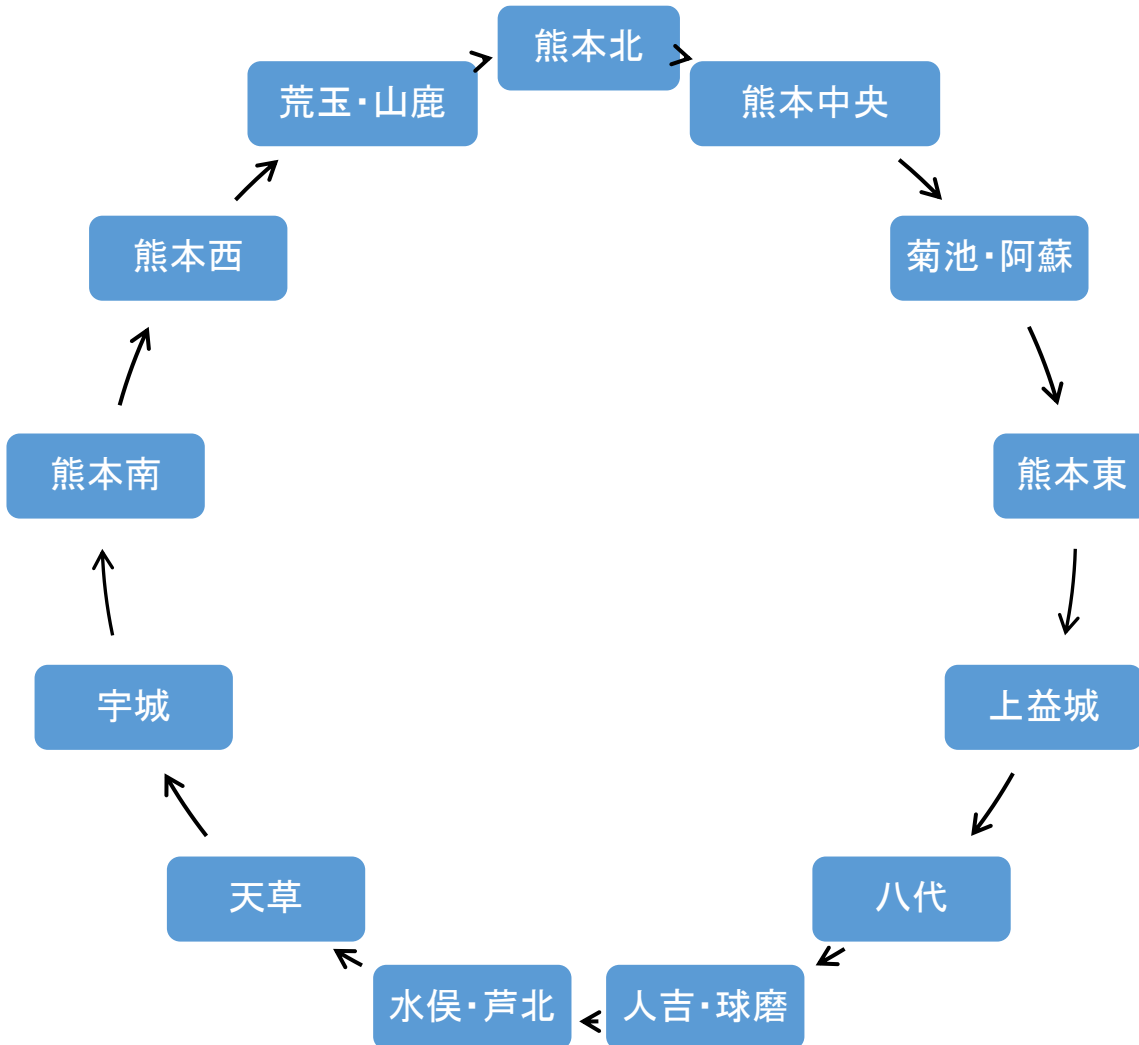 熊本北
熊本中央
菊池・阿蘇
熊本東
上益城
八代
人吉・球磨
水俣・芦北
天草
宇城
熊本南
熊本西
荒玉・山鹿